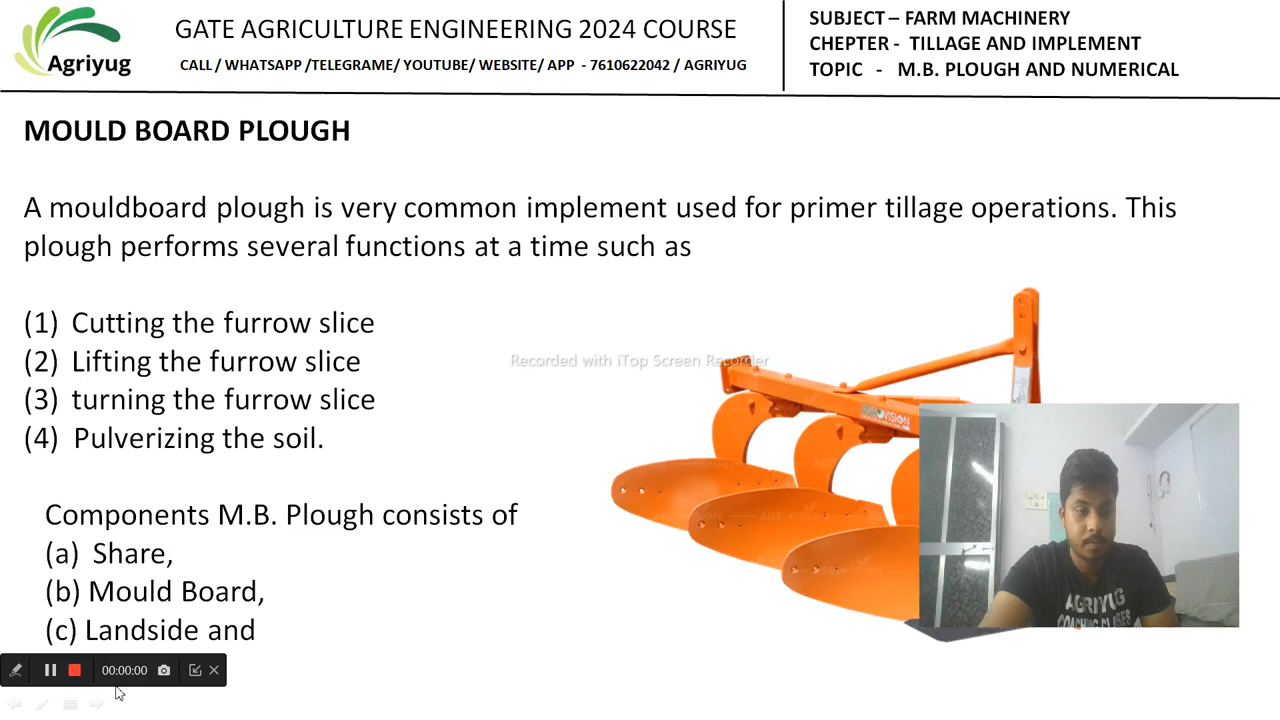 Agriyug
GATE AGRICULTURE ENGINEERING 2024 COURSE
CALL / WHATSAPP /TELEGRAME/ YOUTUBE/ WEBSITE/ APP - 7610622042 / AGRIYUG
SUBJECT – FARM MACHINERY
CHEPTER - TILLAGE AND IMPLEMENT
TOPIC - M.B. PLOUGH AND NUMERICAL
MOULD BOARD PLOUGH
A mouldboard plough is very common implement used for primer tillage operations. This
plough performs several functions at a time such as
(1) Cutting the furrow slice
(2) Lifting the furrow slice
(3) turning the furrow slice
(4) Pulverizing the soil.
Recorded with iTop Screen Recorder
Components M.B. Plough consists of
(a) Share,
(b) Mould Board,
(c) Landside and
AGRIYUG
COACHING CLASES
00:00:00